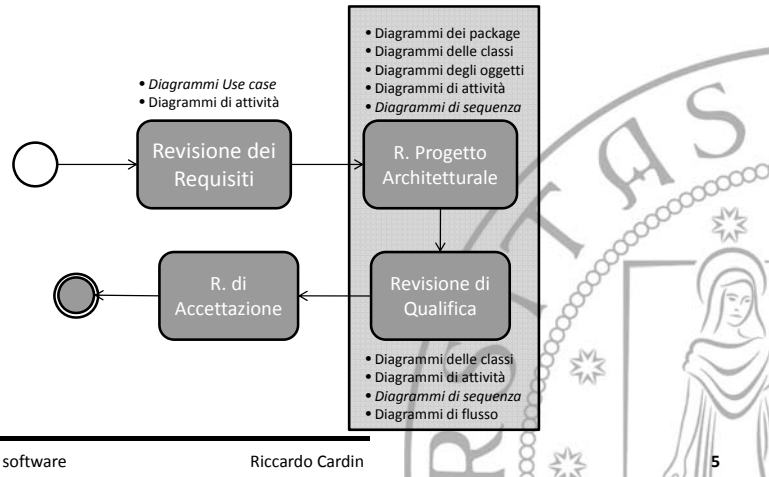 • Diagrammi dei package
• Diagrammi delle classi
• Diagrammi degli oggetti
• Diagrammi di attività
• Diagrammi di sequenza
• Diagrammi Use case
• Diagrammi di attività
Revisione dei
Requisiti
R. Progetto
Architetturale
R. di
Accettazione
Revisione di
Qualifica
• Diagrammi delle classi
• Diagrammi di attività
• Diagrammi di sequenza
• Diagrammi di flusso
software
Riccardo Cardin
5
RSITAS